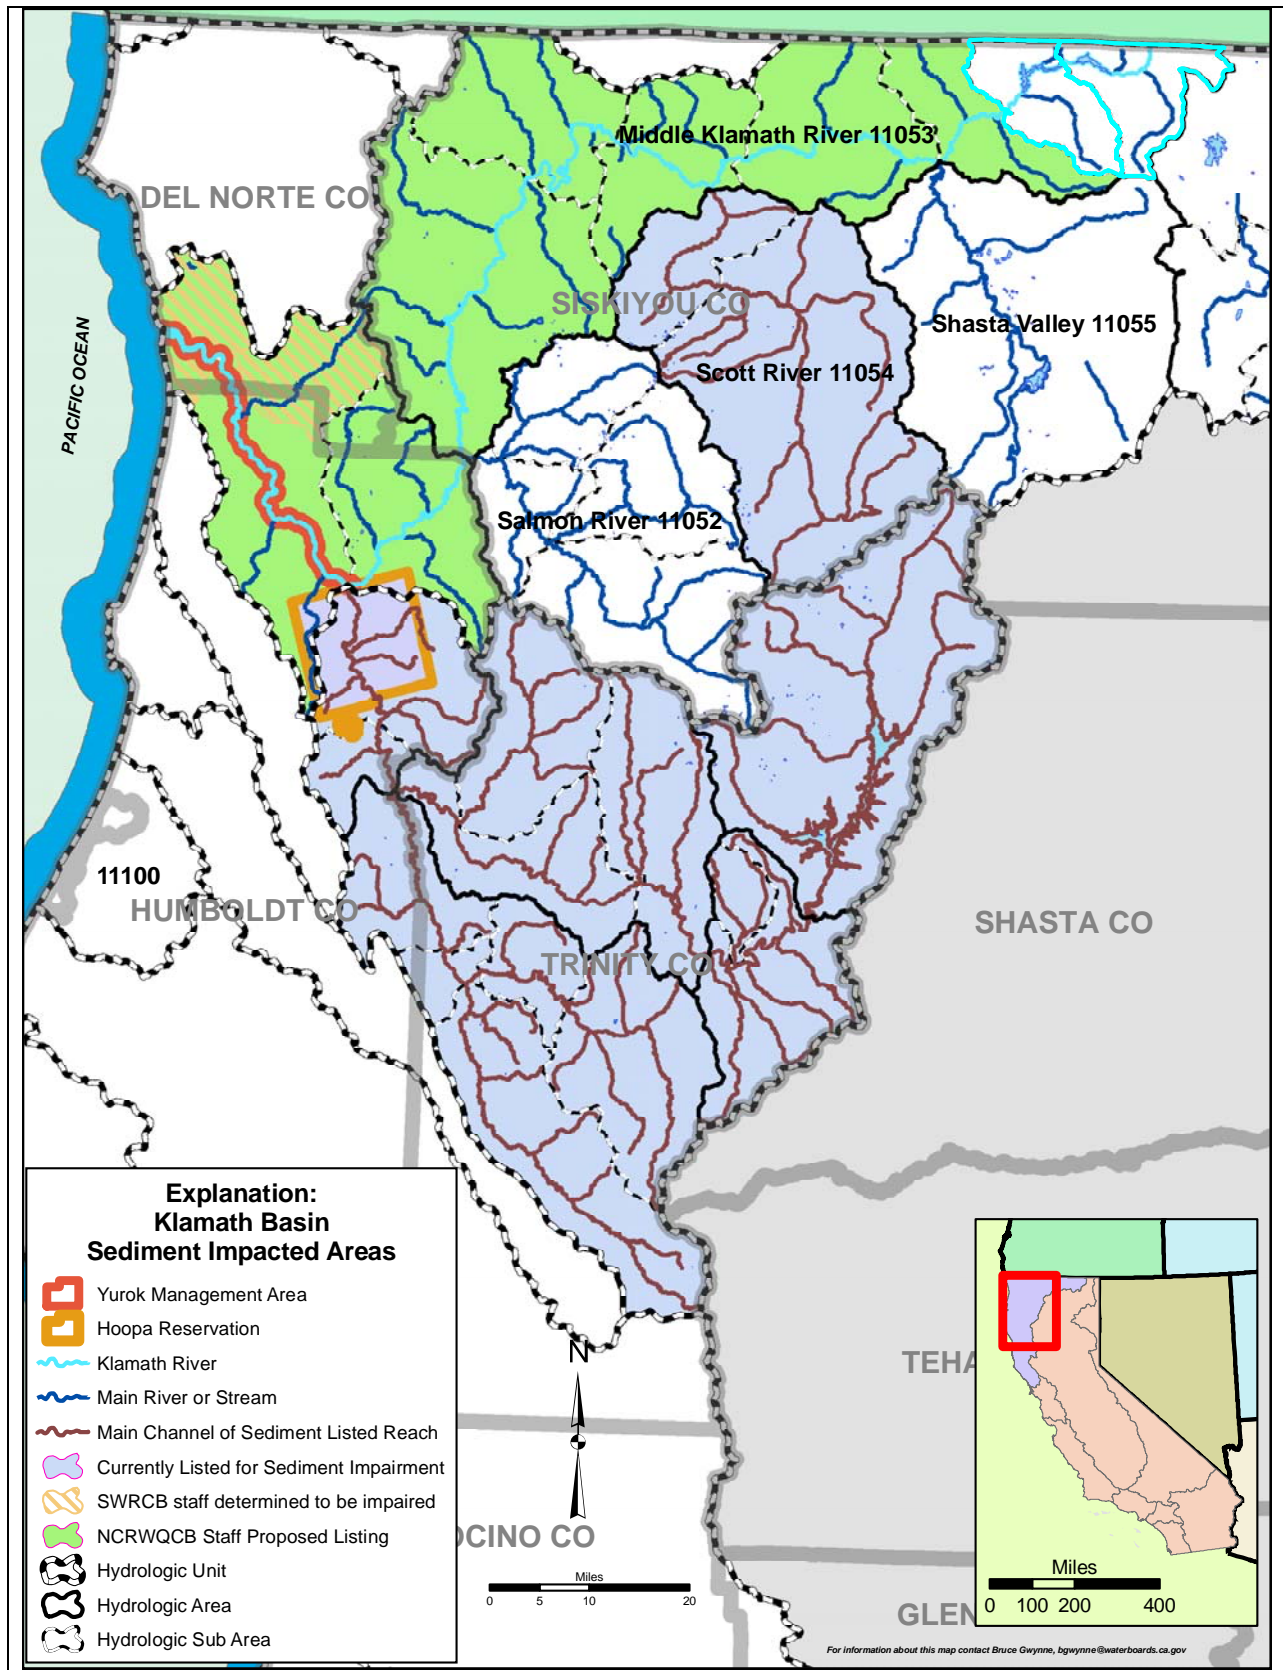 Middle Klamath River 11053
DEL NORTE CO
SISKIYOU CO
Shasta Valley 11055
PACIFIC OCEAN
Scott River 11054
Salmon River 11052
11100
HUMBOLDT CO
SHASTA CO
TRINITY CO
Explanation:
Klamath Basin
Sediment Impacted Areas
Yurok Management Area
Hoopa Reservation
Klamath River
Main River or Stream
Main Channel of Sediment Listed Reach
Currently Listed for Sediment Impairment
SWRCB staff determined to be impaired
NCRWQCB Staff Proposed Listing
Hydrologic Unit
Hydrologic Area
Hydrologic Sub Area
N
TEHA
OCINO CO
Miles
0 5 10 20
GLEN
Miles
0 100 200 400
For information about this map contact Bruce Gwynne, bgwynne@waterboards.ca.gov